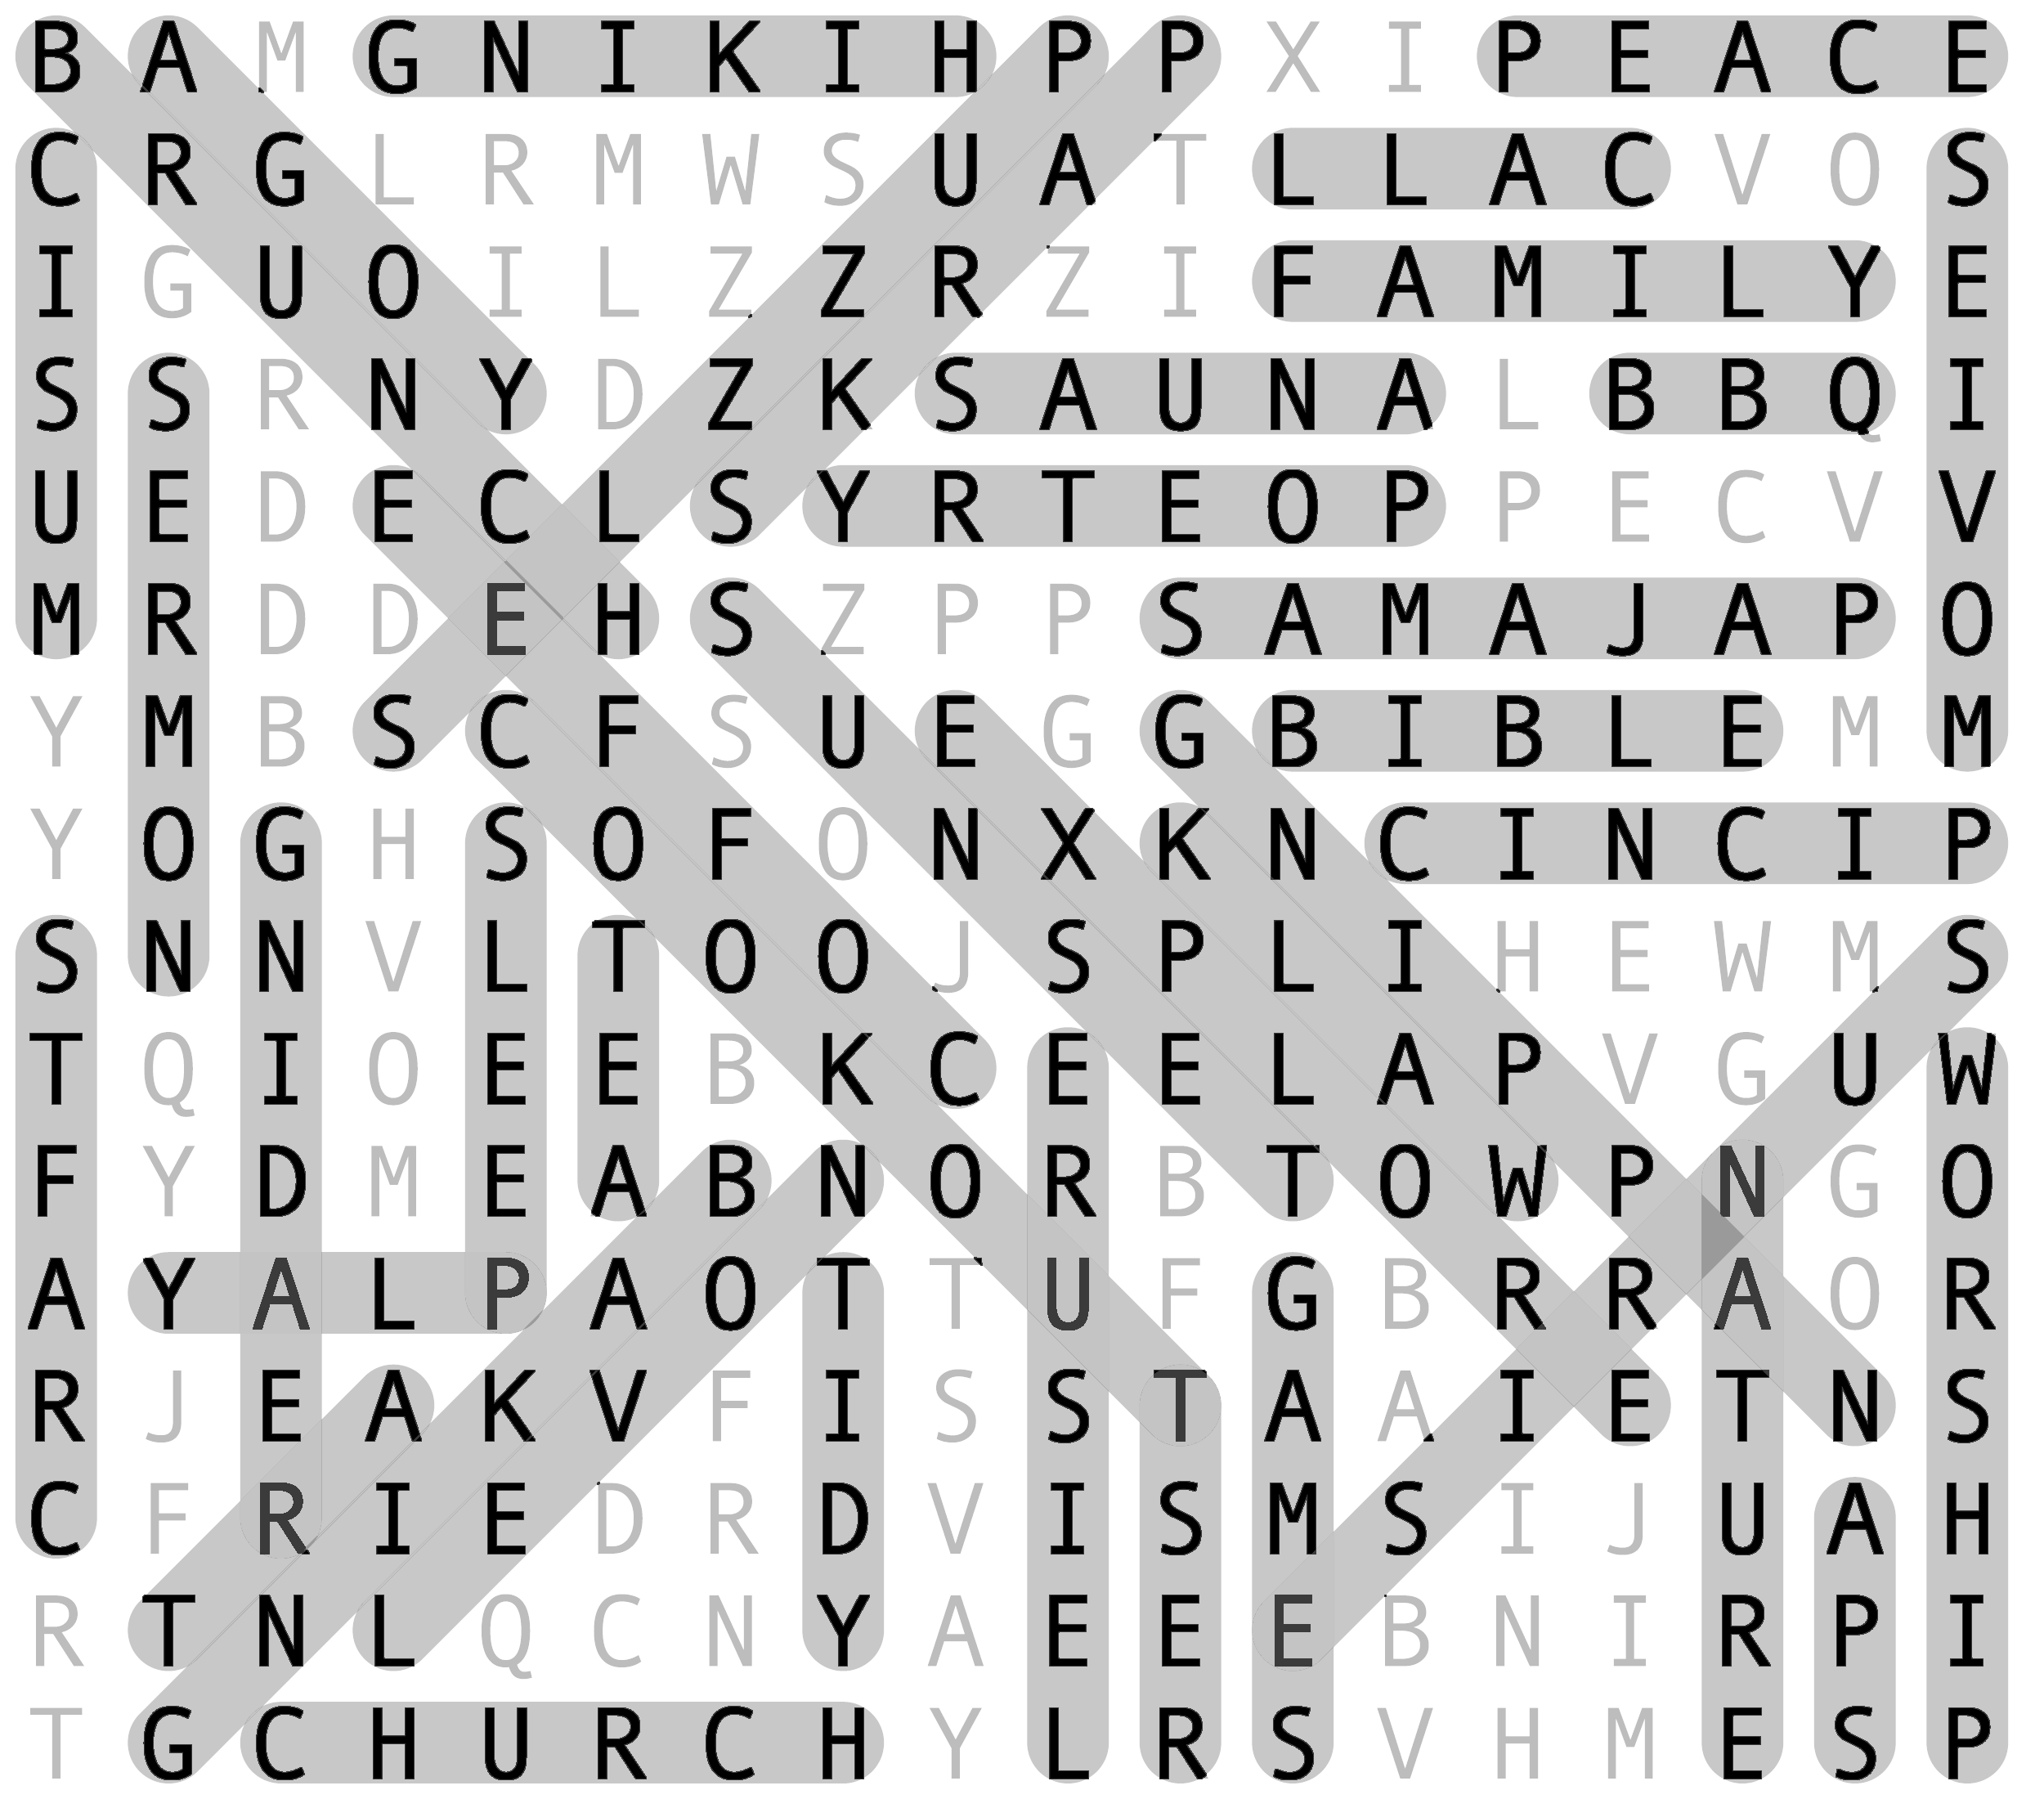 B A M G N I K I H P P X I P E A C E
C R G L R M W S U A T L L A C V O S
I G U O I L Z Z R Z I F A M I L Y E
S S R N Y D Z K S A U N A L B B Q I
U E D E C L S Y R T E O P P E C V V
M R D D E H S Z P P S A M A J A P O
Y M B S C F S U E G G B I B L E M M
Y O G H S O F O N X K N C I N C I P
S N N V L T O O J S P L I H E W M S
T Q I O E E B K C E E L A P V G U W
F Y D M E A B N O R B T O W P N G O
A Y A L P A O T T U F G B R R A O R
R J E A K V F I S S T A A I E T N S
C F R I E D R D V I S M S I J U A H
R T N L Q C N Y A E E E B N I R P I
T G C H U R C H Y L R S V H M E S P